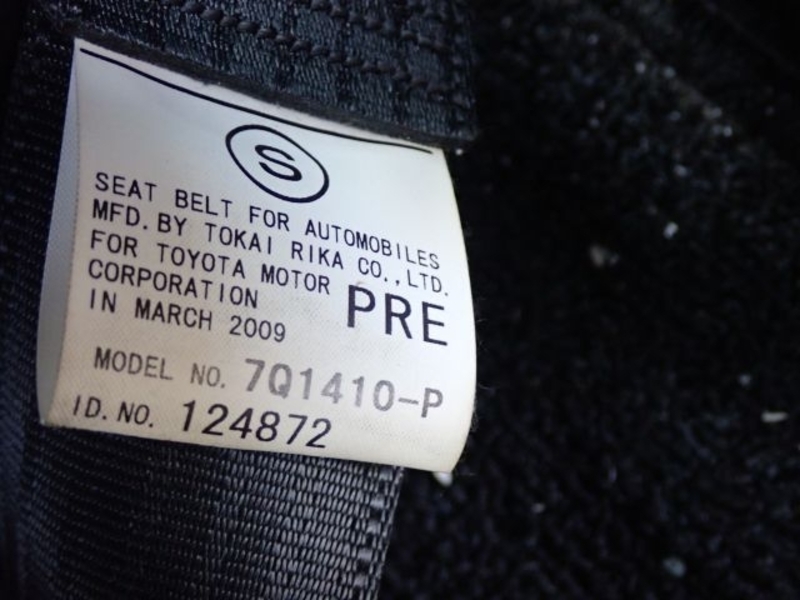 S
SEAT BELT FOR AUTOMOBILES
MFD. BY TOKAI RIKA CO., LTD.
FOR TOYOTA MOTOR
CORPORATION
PRE
IN MARCH 2009
MODEL NO. 7Q1410-P
ID. NO. 124872